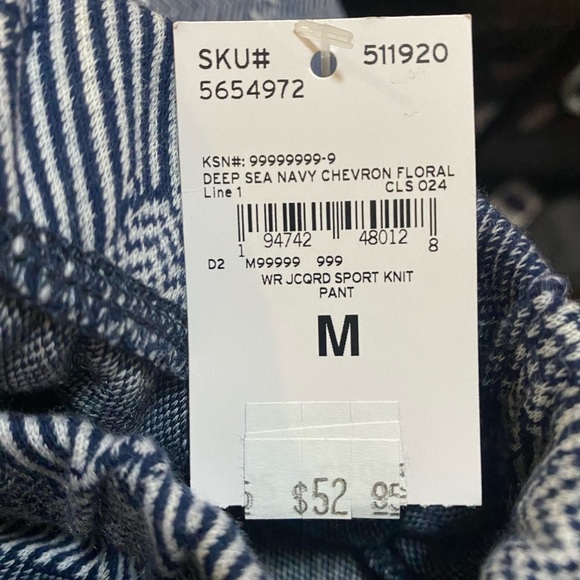 SKU# 511920
5654972
KSN#: 99999999-9
DEEP SEA NAVY CHEVRON FLORAL
Line 1 CLS 024
1 94742 48012 8
D2 M99999 999
WR JCQRD SPORT KNIT
PANT
M
$52 95